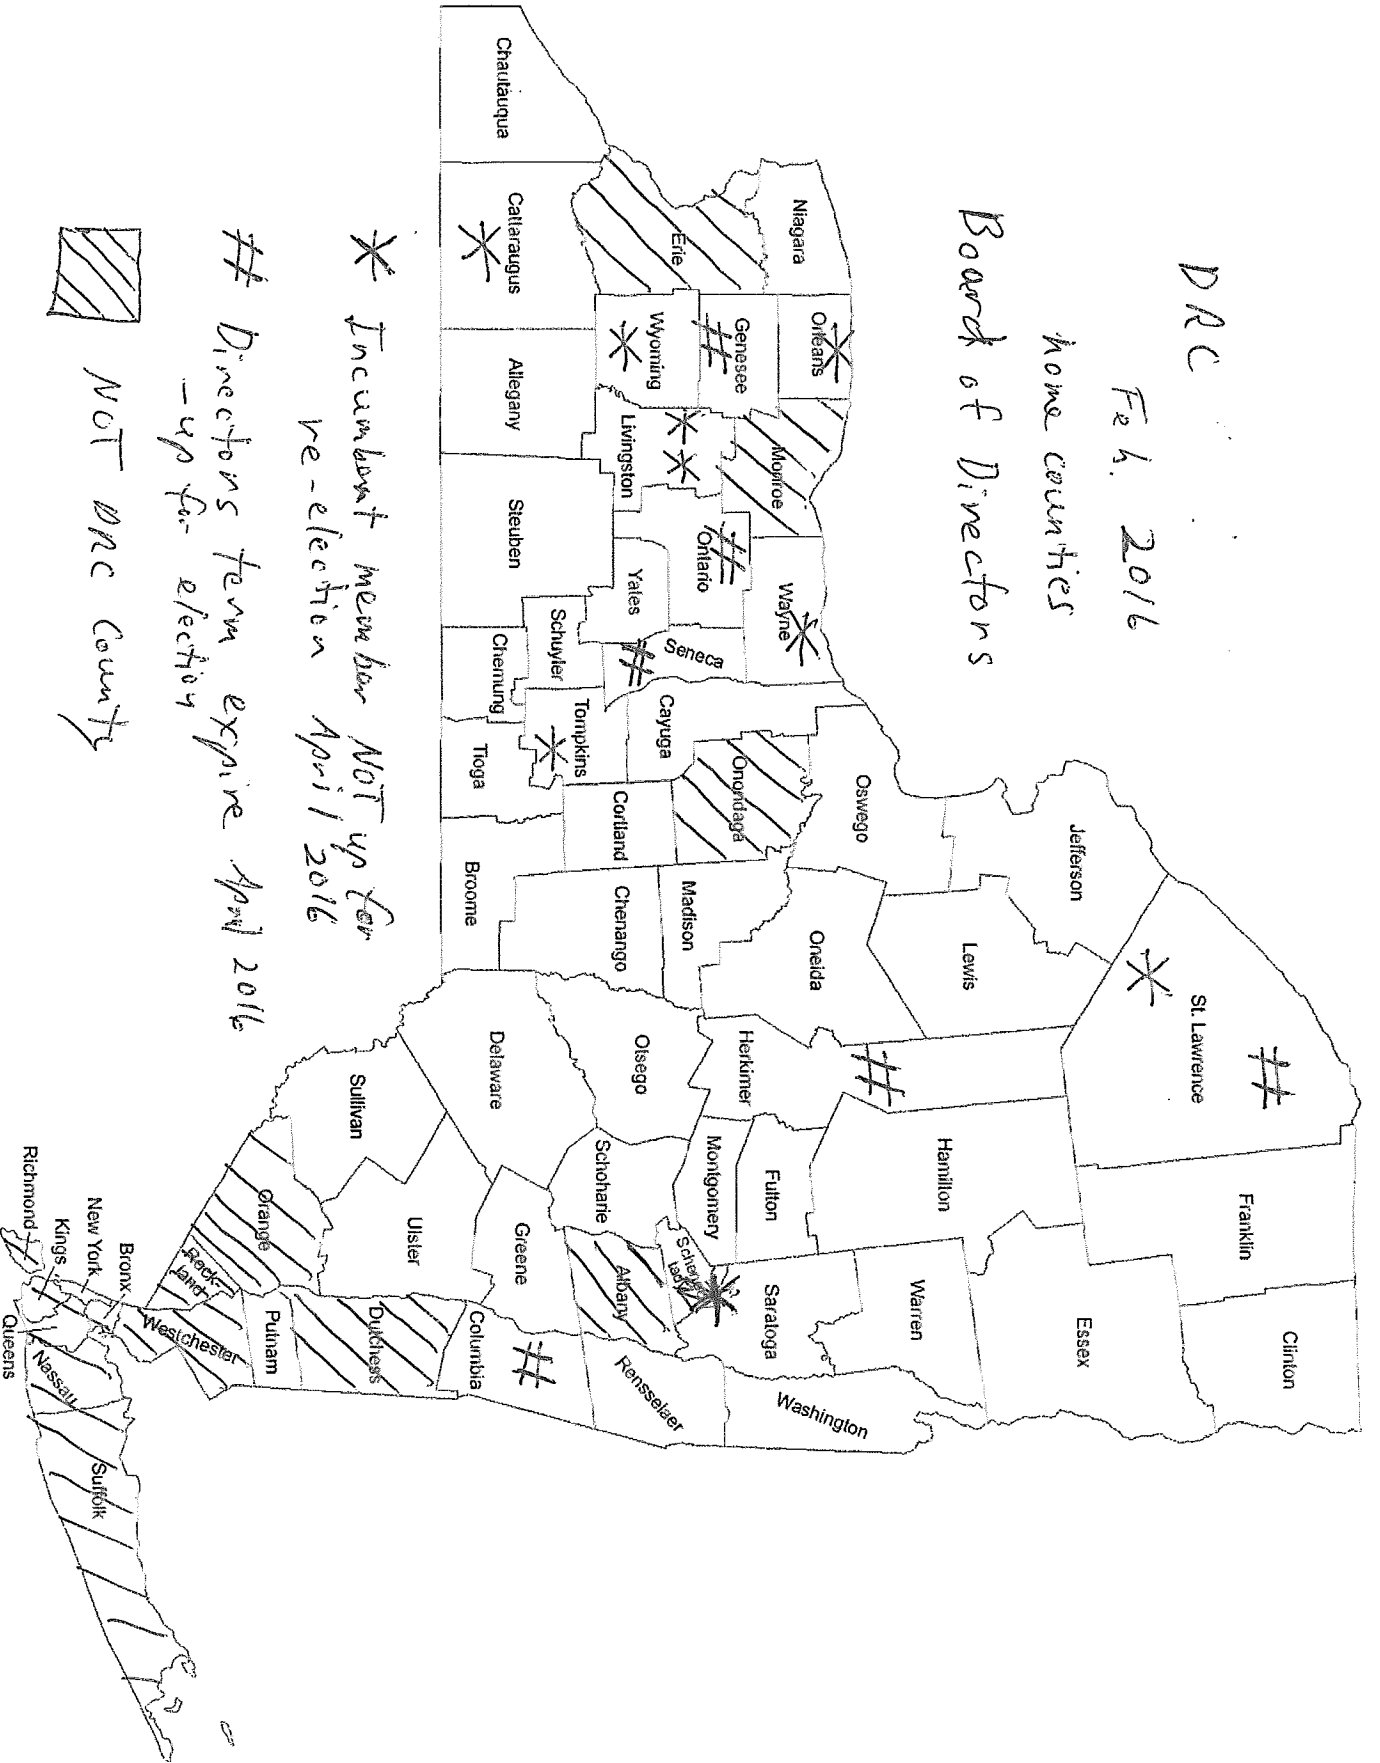 DRC
Feb. 2016
home counties
Board of Directors
Clinton
Franklin
St. Lawrence
#
*
Essex
Jefferson
Lewis
Hamilton
#
Herkimer
Warren
Washington
Oswego
Oneida
Fulton
Saratoga
Niagara
Orleans
*
Monroe
Wayne
*
Genesee
#
Erie
Wyoming
*
Livingston
* *
Ontario
#
Yates
Seneca
#
Cayuga
Onondaga
Madison
Montgomery
Schenectady
*
Albany
Rensselaer
Schoharie
Otsego
Chenango
Cortland
Tompkins
*
Schuyler
Chautauqua
Cattaraugus
*
Allegany
Steuben
Chemung
Tioga
Broome
Delaware
Greene
Columbia
#
Sullivan
Ulster
Dutchess
Orange
Putnam
Rock-
land
Westchester
Bronx
New York
Kings
Richmond
Queens
Nassau
Suffolk
* Incumbent member NOT up for
re-election April, 2016
# Directors term expire April 2016
- up for election
NOT DRC County